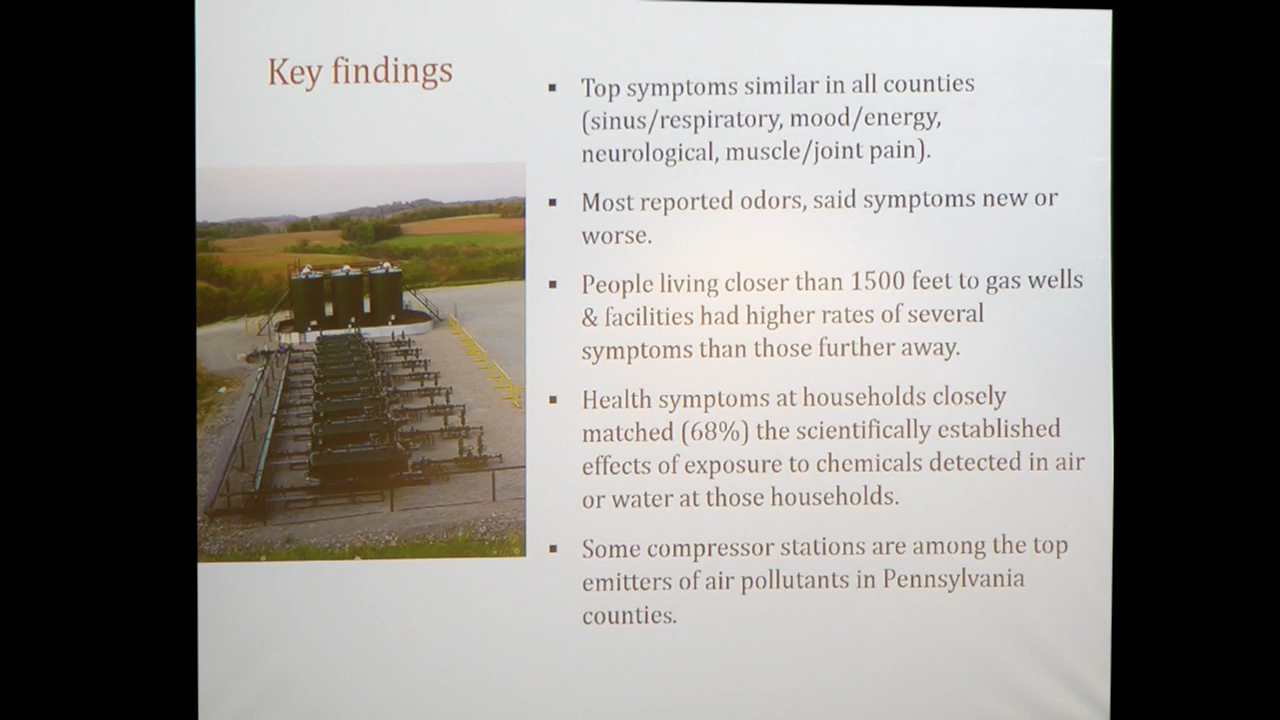 Key findings
Top symptoms similar in all counties
(sinus/respiratory, mood/energy,
neurological, muscle/joint pain).
Most reported odors, said symptoms new or
worse.
People living closer than 1500 feet to gas wells
& facilities had higher rates of several
symptoms than those further away.
Health symptoms at households closely
matched (68%) the scientifically established
effects of exposure to chemicals detected in air
or water at those households.
Some compressor stations are among the top
emitters of air pollutants in Pennsylvania
counties.